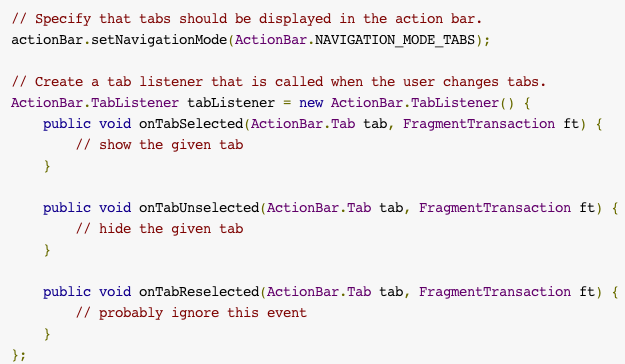 // Specify that tabs should be displayed in the action bar.
actionBar.setNavigationMode(ActionBar.NAVIGATION_MODE_TABS);

// Create a tab listener that is called when the user changes tabs.
ActionBar.TabListener tabListener = new ActionBar.TabListener() {
    public void onTabSelected(ActionBar.Tab tab, FragmentTransaction ft) {
        // show the given tab
    }

    public void onTabUnselected(ActionBar.Tab tab, FragmentTransaction ft) {
        // hide the given tab
    }

    public void onTabReselected(ActionBar.Tab tab, FragmentTransaction ft) {
        // probably ignore this event
    }
};